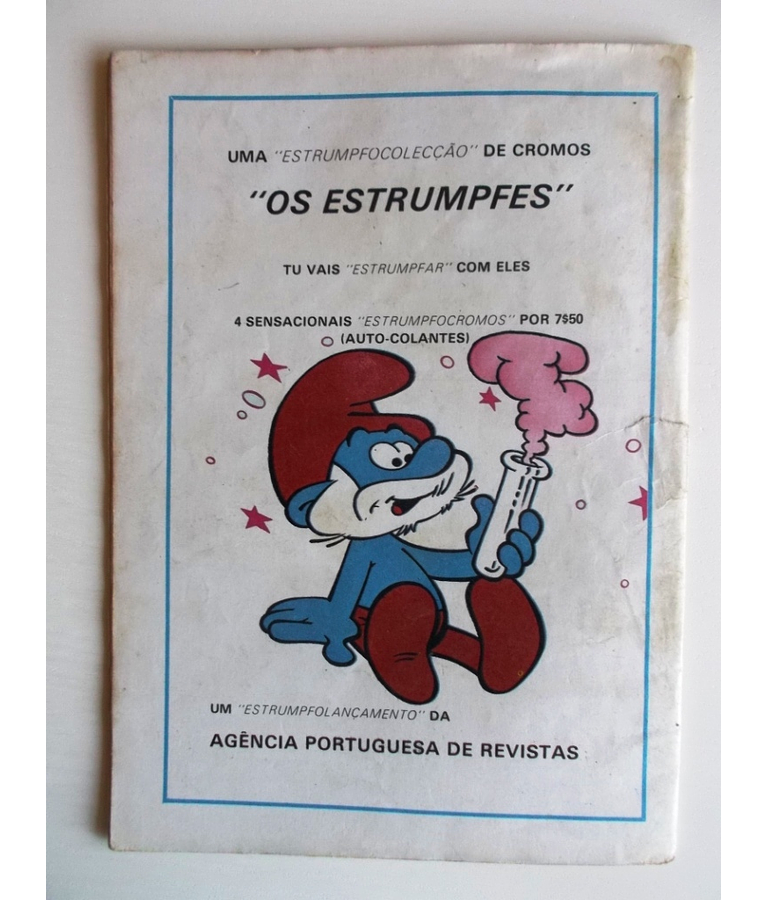 UMA "ESTRUMPFOCOLECÇÃO" DE CROMOS
"OS ESTRUMPFES"
TU VAIS "ESTRUMPFAR" COM ELES
4 SENSACIONAIS "ESTRUMPFOCROMOS" POR 7$50
(AUTO-COLANTES)
UM "ESTRUMPFOLANÇAMENTO" DA
AGÊNCIA PORTUGUESA DE REVISTAS